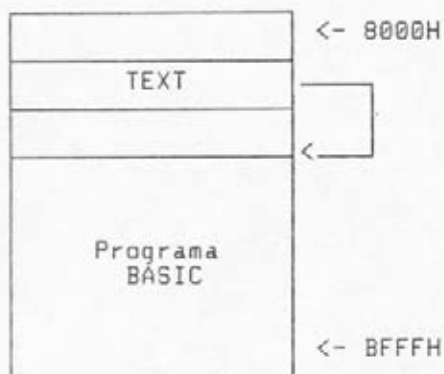 <- 8000H
TEXT
<
Programa
BASIC
<- BFFFH